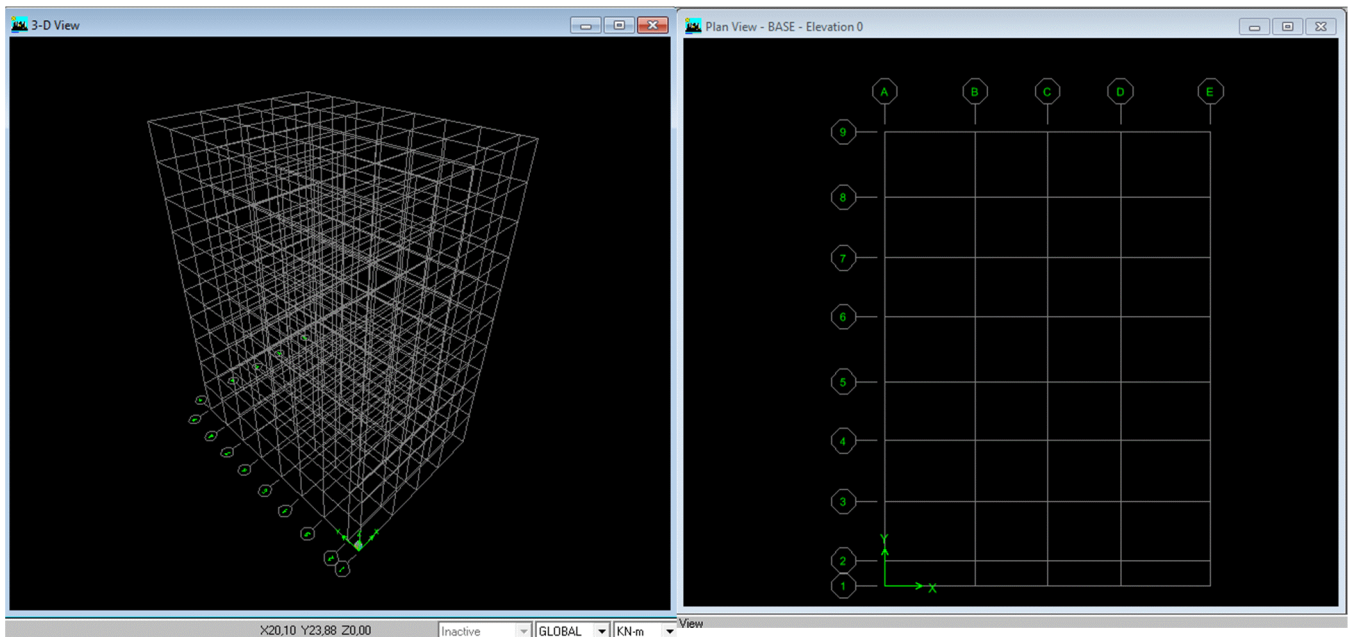 3-D View
Plan View - BASE - Elevation 0
A B C D E
9
8
7
6
5
4
3
2
1
Y
X
X20,10 Y23,88 Z0,00
Inactive
GLOBAL
KN-m
View